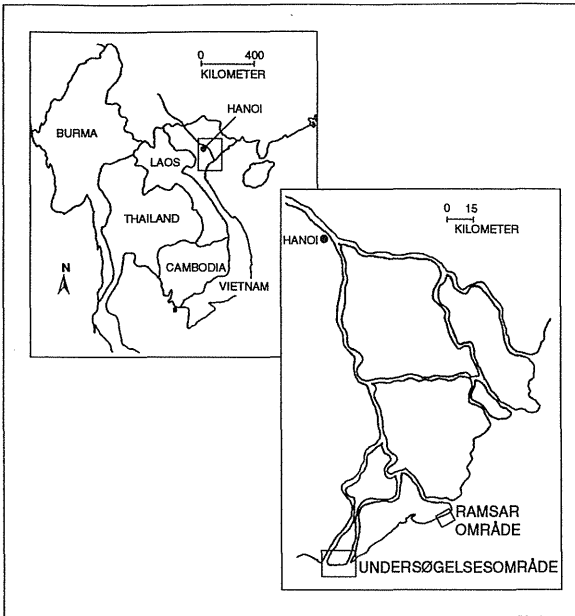 0 400
KILOMETER
HANOI
BURMA
LAOS
THAILAND
CAMBODIA
VIETNAM
N
0 15
KILOMETER
HANOI
RAMSAR
OMRÅDE
UNDERSØGELSESOMRÅDE